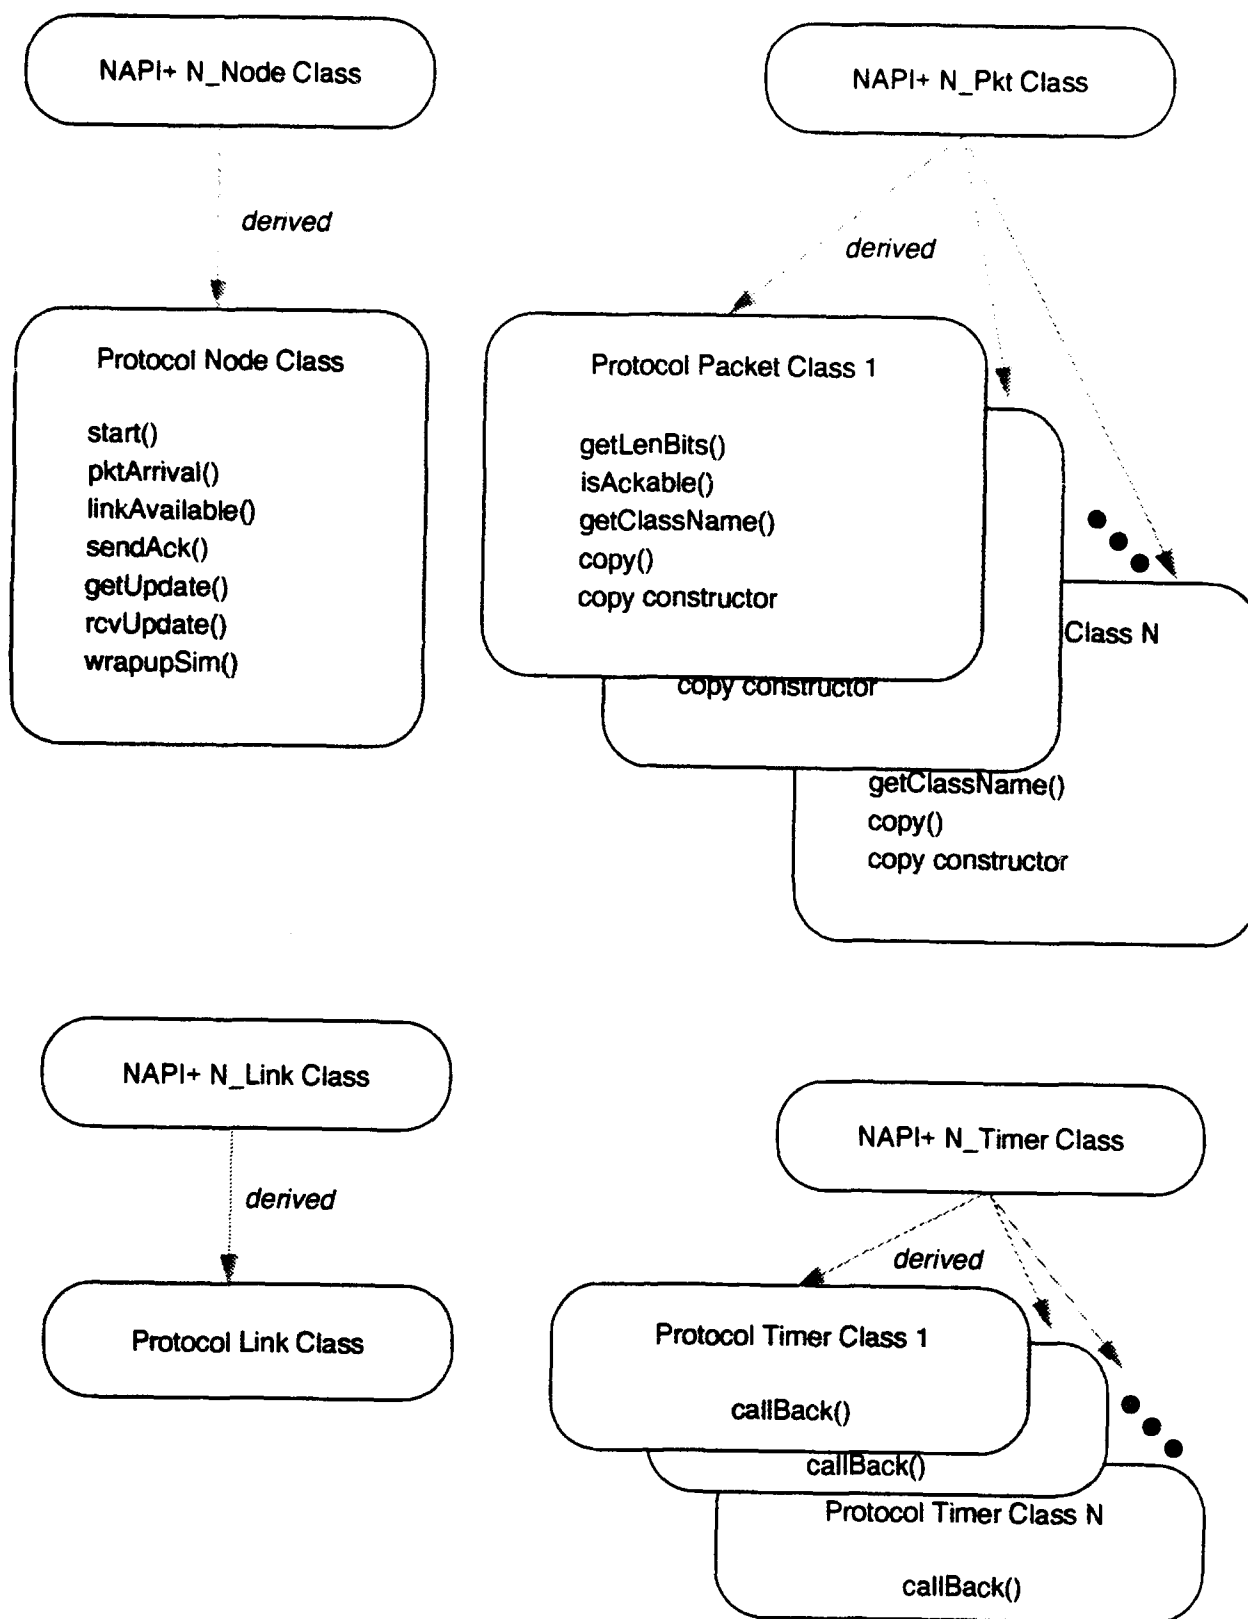 NAPI+ N_Node Class
derived
Protocol Node Class
start()
pktArrival()
linkAvailable()
sendAck()
getUpdate()
rcvUpdate()
wrapupSim()
NAPI+ N_Pkt Class
derived
Protocol Packet Class 1
getLenBits()
isAckable()
getClassName()
copy()
copy constructor
copy constructor
Class N
getClassName()
copy()
copy constructor
NAPI+ N_Link Class
derived
Protocol Link Class
NAPI+ N_Timer Class
derived
Protocol Timer Class 1
callBack()
callBack()
Protocol Timer Class N
callBack()